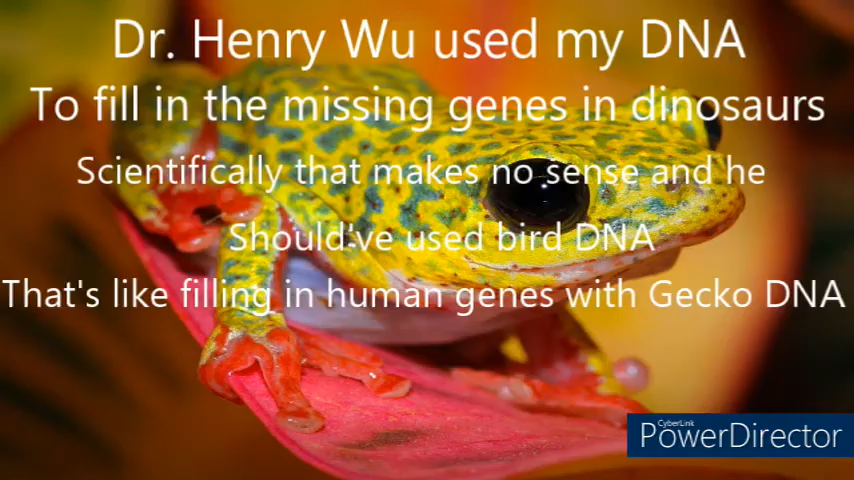 Dr. Henry Wu used my DNA
To fill in the missing genes in dinosaurs
Scientifically that makes no sense and he
Should've used bird DNA
That's like filling in human genes with Gecko DNA
CyberLink
PowerDirector